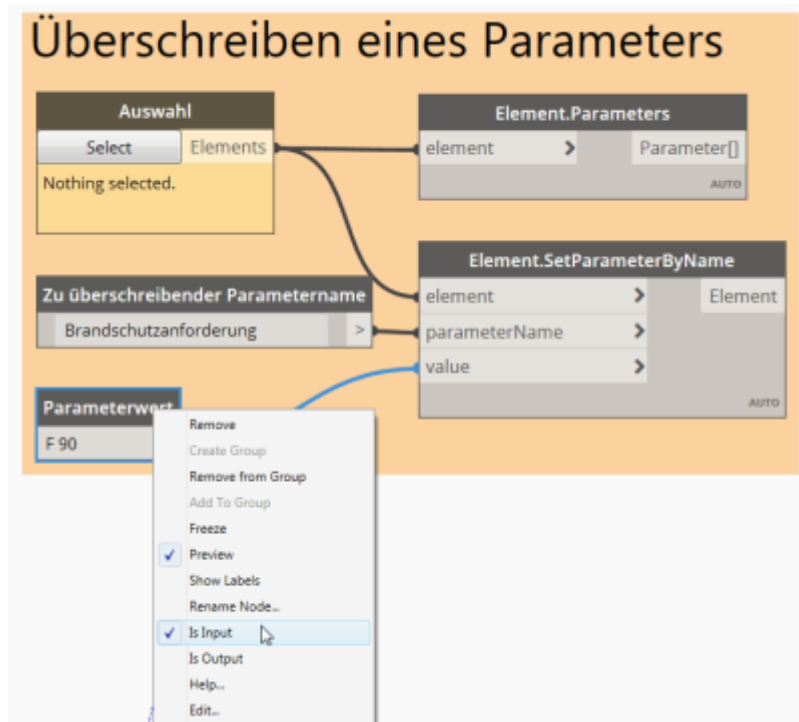 Überschreiben eines Parameters
Auswahl
Select Elements
Nothing selected.
Element.Parameters
element > Parameter[]
AUTO
Zu überschreibender Parametername
Brandschutzanforderung >
Element.SetParameterByName
element > Element
parameterName >
value >
AUTO
Parameterwert
F 90
Remove
Create Group
Remove from Group
Add To Group
Freeze
Preview
Show Labels
Rename Node...
Is Input
Is Output
Help...
Edit...